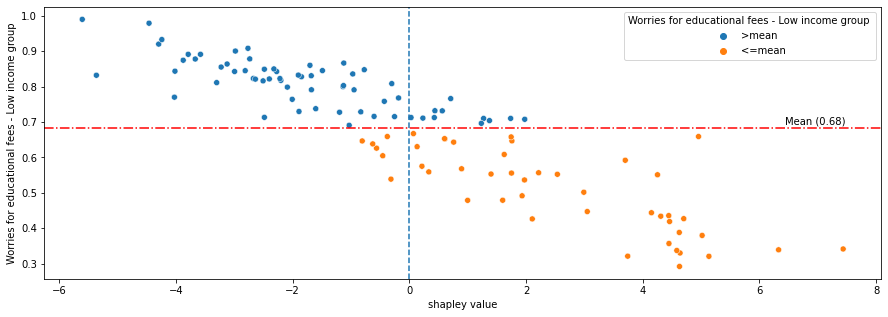 Worries for educational fees - Low income group
>mean
<=mean
Mean (0.68)
Worries for educational fees - Low income group
1.0
0.9
0.8
0.7
0.6
0.5
0.4
0.3
−6
−4
−2
0
2
4
6
8
shapley value